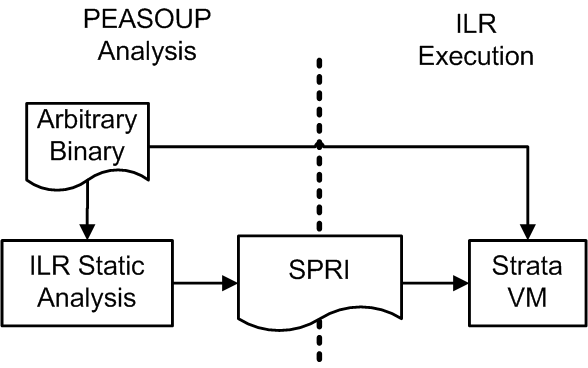 PEASOUP
Analysis
ILR
Execution
Arbitrary
Binary
ILR Static
Analysis
SPRI
Strata
VM